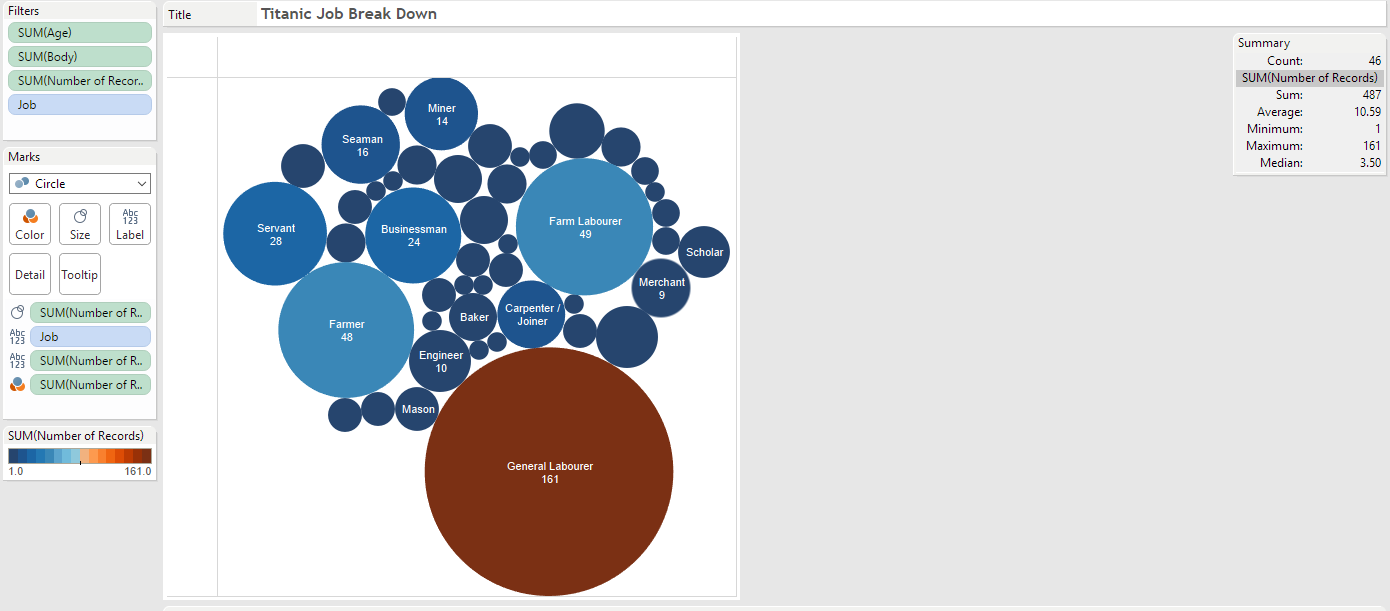 Filters
SUM(Age)
SUM(Body)
SUM(Number of Recor..
Job
Marks
Circle
Color
Size
Abc
123
Label
Detail
Tooltip
SUM(Number of R..
Abc
123
Job
Abc
123
SUM(Number of R..
SUM(Number of R..
SUM(Number of Records)
1.0
161.0
Title
Titanic Job Break Down
Miner
14
Seaman
16
Servant
28
Businessman
24
Farm Labourer
49
Scholar
Merchant
9
Farmer
48
Baker
Carpenter /
Joiner
Engineer
10
Mason
General Labourer
161
Summary
Count: 46
SUM(Number of Records)
Sum: 487
Average: 10.59
Minimum: 1
Maximum: 161
Median: 3.50